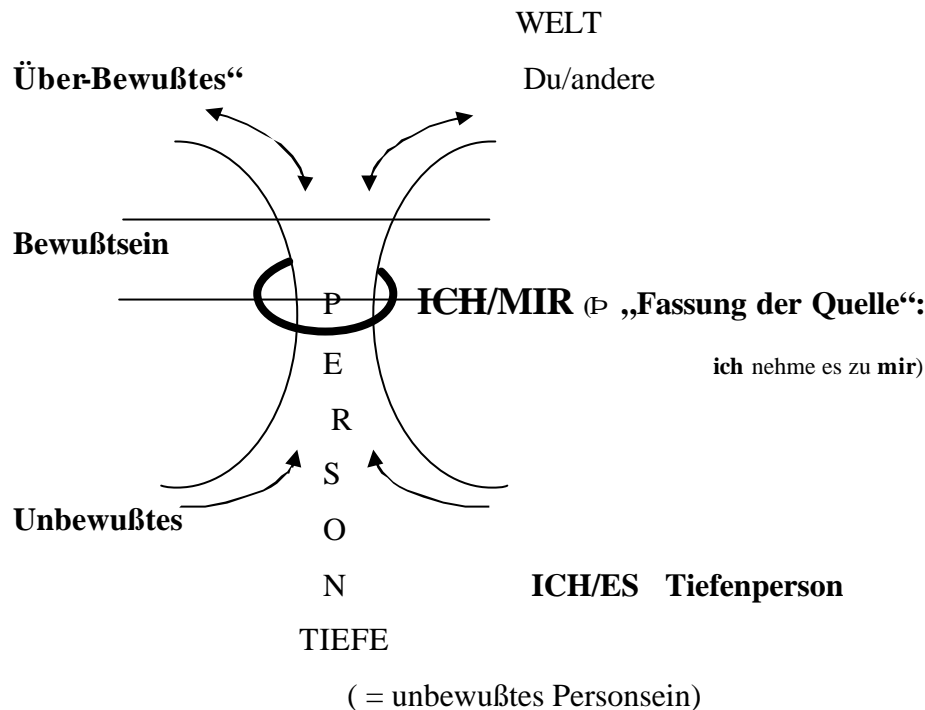 WELT
Über-Bewußtes“ Du/andere
Bewußtsein
P ICH/MIR (Þ „Fassung der Quelle“:
E ich nehme es zu mir)
R
S
Unbewußtes
O
N ICH/ES Tiefenperson
TIEFE
( = unbewußtes Personsein)